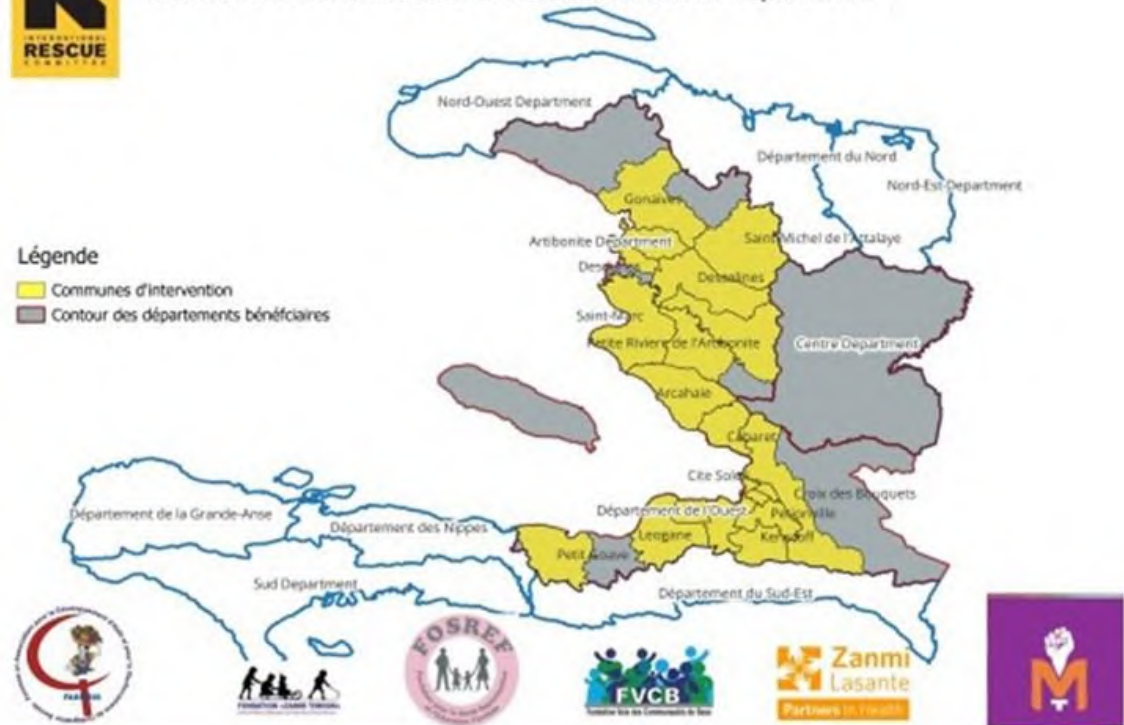 INTERNATIONAL
RESCUE
COMMITTEE
Nord-Ouest Department
Département du Nord
Nord-Est Department
Gonaives
Artibonite Department
Saint-Michel de l'Attalaye
Dessalines
Légende
Communes d'intervention
Contour des départements bénéfciaires
Saint-Marc
Petite Riviere de l'Artibonite
Centre Department
Arcahaie
Cabaret
Cite Soleil
Croix des Bouquets
Département de l'Ouest
Petionville
Département de la Grande-Anse
Département des Nippes
Leogane
Kenscoff
Petit Goave
Sud Department
Département du Sud-Est
FOSREF
FVCB
Zanmi
Lasante
Partners In Health
M